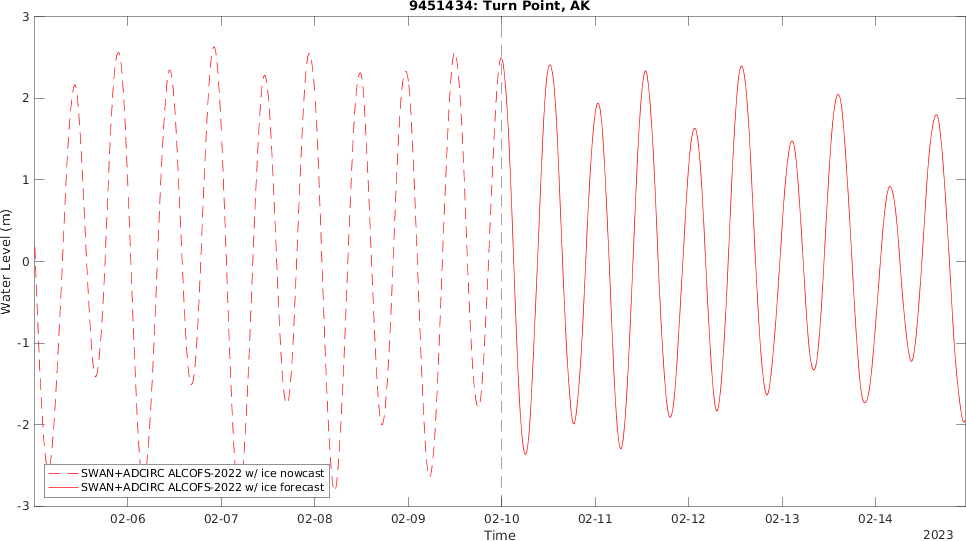 9451434: Turn Point, AK
3
2
1
0
-1
-2
-3
Water Level (m)
SWAN+ADCIRC ALCOFS-2022 w/ ice nowcast
SWAN+ADCIRC ALCOFS-2022 w/ ice forecast
02-06 02-07 02-08 02-09 02-10 02-11 02-12 02-13 02-14
Time
2023